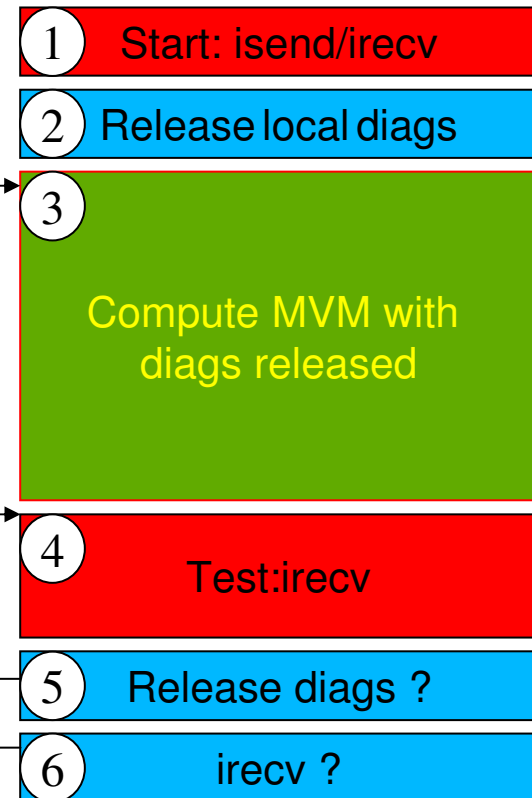 1 Start: isend/irecv
2 Release local diags
3
Compute MVM with
diags released
4
Test:irecv
5 Release diags ?
6 irecv ?